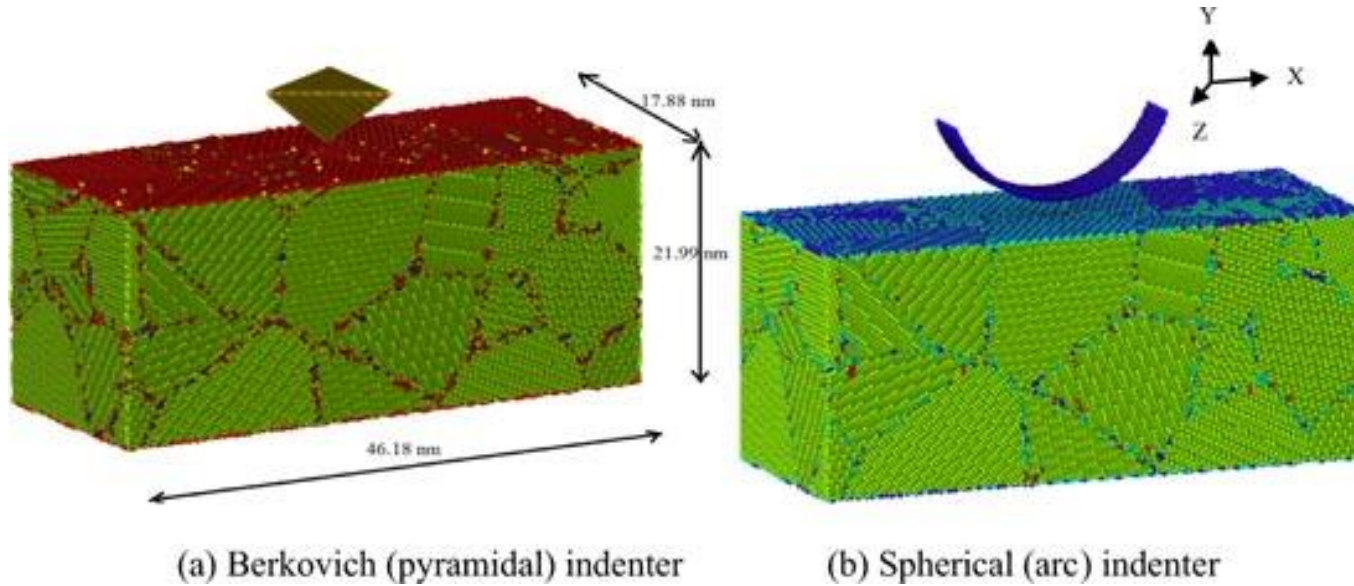 17.88 nm
21.99 nm
46.18 nm
Y
X
Z
(a) Berkovich (pyramidal) indenter
(b) Spherical (arc) indenter